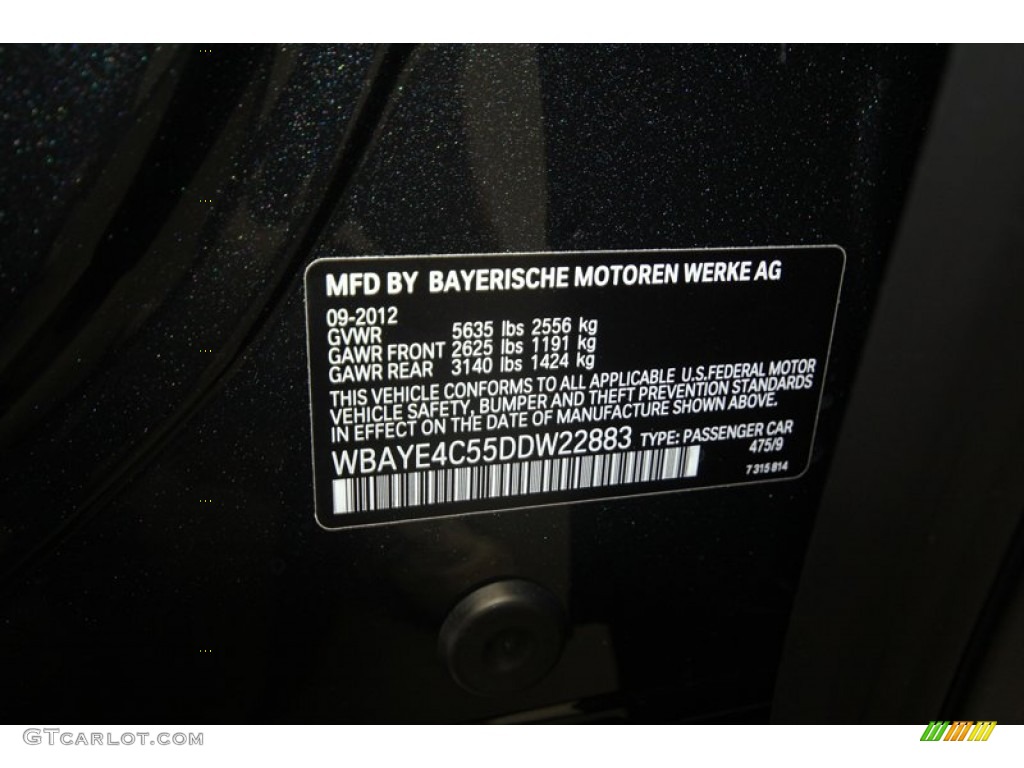 MFD BY BAYERISCHE MOTOREN WERKE AG
09-2012
GVWR 5635 lbs 2556 kg
GAWR FRONT 2625 lbs 1191 kg
GAWR REAR 3140 lbs 1424 kg
THIS VEHICLE CONFORMS TO ALL APPLICABLE U.S.FEDERAL MOTOR
VEHICLE SAFETY, BUMPER AND THEFT PREVENTION STANDARDS
IN EFFECT ON THE DATE OF MANUFACTURE SHOWN ABOVE.
WBAYE4C55DDW22883 TYPE: PASSENGER CAR
475/9
7 315 814
GTCARLOT.COM